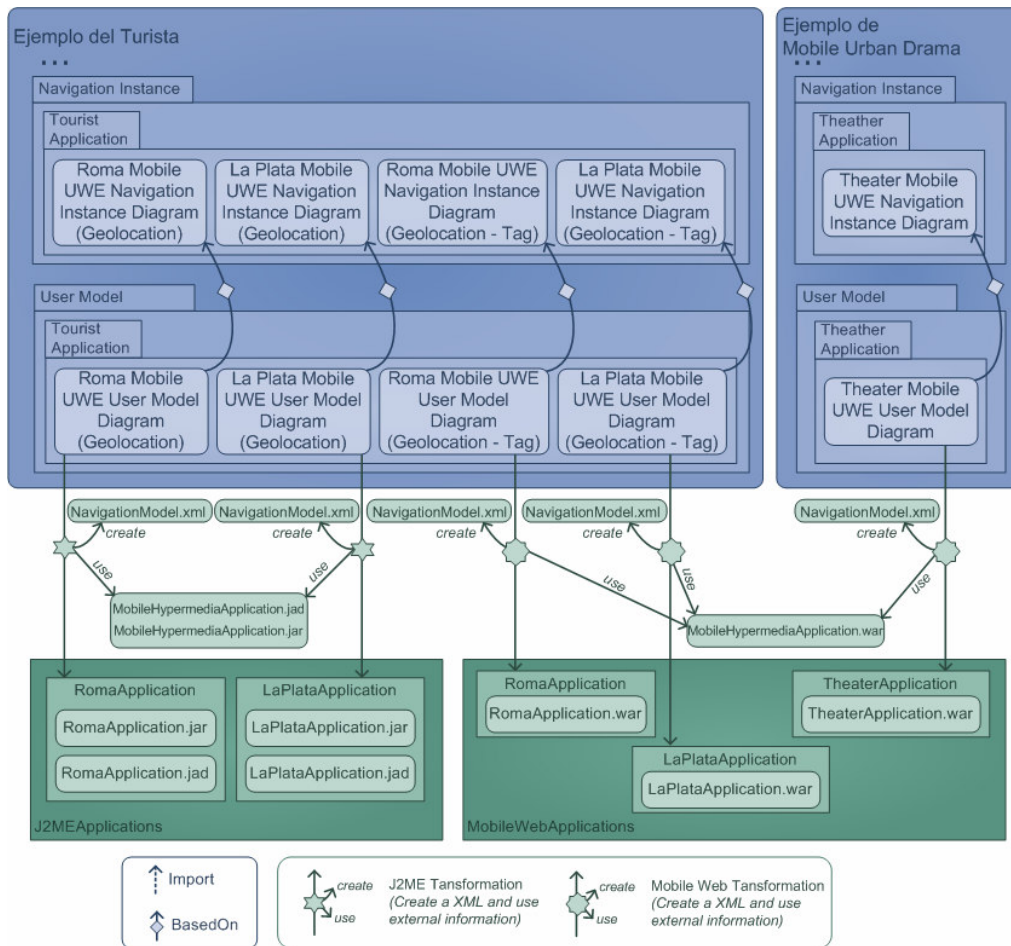 Ejemplo del Turista
...
Navigation Instance
Tourist
Application
Roma Mobile
UWE Navigation
Instance Diagram
(Geolocation)
La Plata Mobile
UWE Navigation
Instance Diagram
(Geolocation)
Roma Mobile UWE
Navigation Instance
Diagram
(Geolocation - Tag)
La Plata Mobile
UWE Navigation
Instance Diagram
(Geolocation - Tag)
User Model
Tourist
Application
Roma Mobile
UWE User Model
Diagram
(Geolocation)
La Plata Mobile
UWE User Model
Diagram
(Geolocation)
Roma Mobile UWE
User Model
Diagram
(Geolocation - Tag)
La Plata Mobile
UWE User Model
Diagram
(Geolocation - Tag)
Ejemplo de
Mobile Urban Drama
...
Navigation Instance
Theather
Application
Theater Mobile
UWE Navigation
Instance Diagram
User Model
Theather
Application
Theater Mobile
UWE User Model
Diagram
NavigationModel.xml
NavigationModel.xml
NavigationModel.xml
NavigationModel.xml
NavigationModel.xml
create
create
create
create
create
use
use
use
use
MobileHypermediaApplication.jad
MobileHypermediaApplication.jar
MobileHypermediaApplication.war
RomaApplication
RomaApplication.jar
RomaApplication.jad
LaPlataApplication
LaPlataApplication.jar
LaPlataApplication.jad
J2MEApplications
RomaApplication
RomaApplication.war
LaPlataApplication
LaPlataApplication.war
TheaterApplication
TheaterApplication.war
MobileWebApplications
Import
BasedOn
create
use
J2ME Tansformation
(Create a XML and use
external information)
create
use
Mobile Web Tansformation
(Create a XML and use
external information)